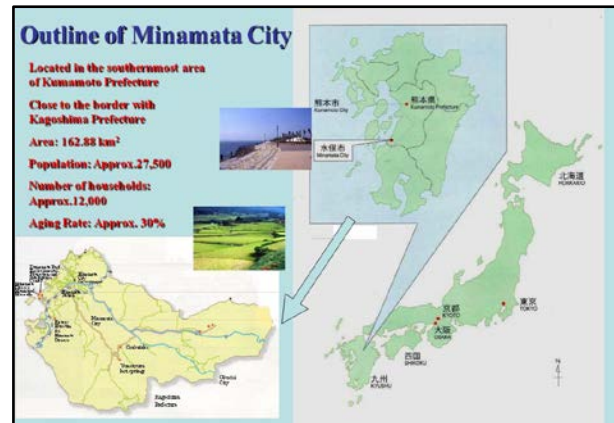 Outline of Minamata City
Located in the southernmost area
of Kumamoto Prefecture
Close to the border with
Kagoshima Prefecture
Area: 162.88 km²
Population: Approx.27,500
Number of households:
Approx.12,000
Aging Rate: Approx. 30%
熊本市
Kumamoto City
熊本県
Kumamoto Prefecture
水俣市
Minamata City
北海道
HOKKAIDO
東京
TOKYO
京都
KYOTO
大阪
OSAKA
四国
SHIKOKU
九州
KYUSHU
N
Minamata
City
City
Kagoshima
Prefecture